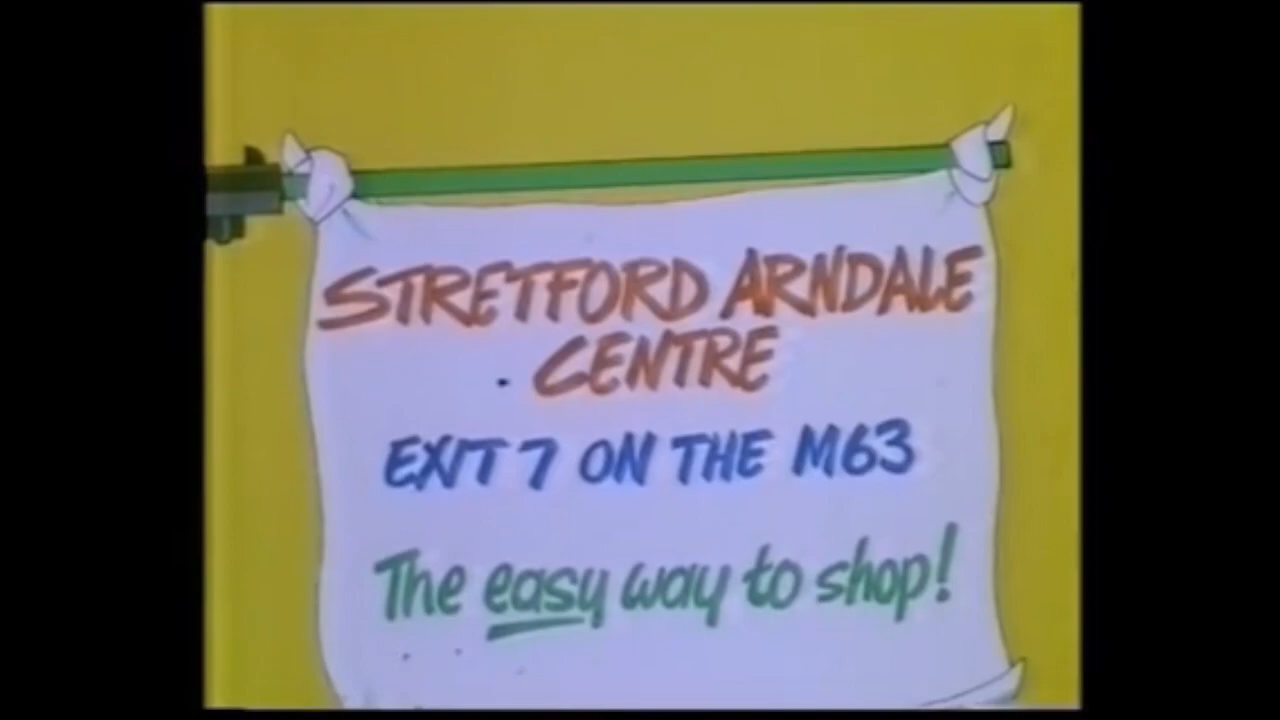 STRETFORD ARNDALE
CENTRE
EXIT 7 ON THE M63
The easy way to shop!